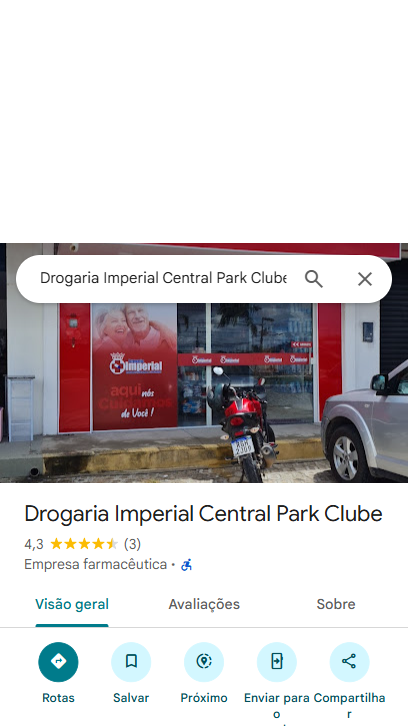 Drogaria Imperial Central Park Clube
Imperial
aqui nós
de Você !
Drogaria Imperial Central Park Clube
4,3 (3)
Empresa farmacêutica ·
Visão geral
Avaliações
Sobre
Rotas
Salvar
Próximo
Enviar para o
Compartilhar